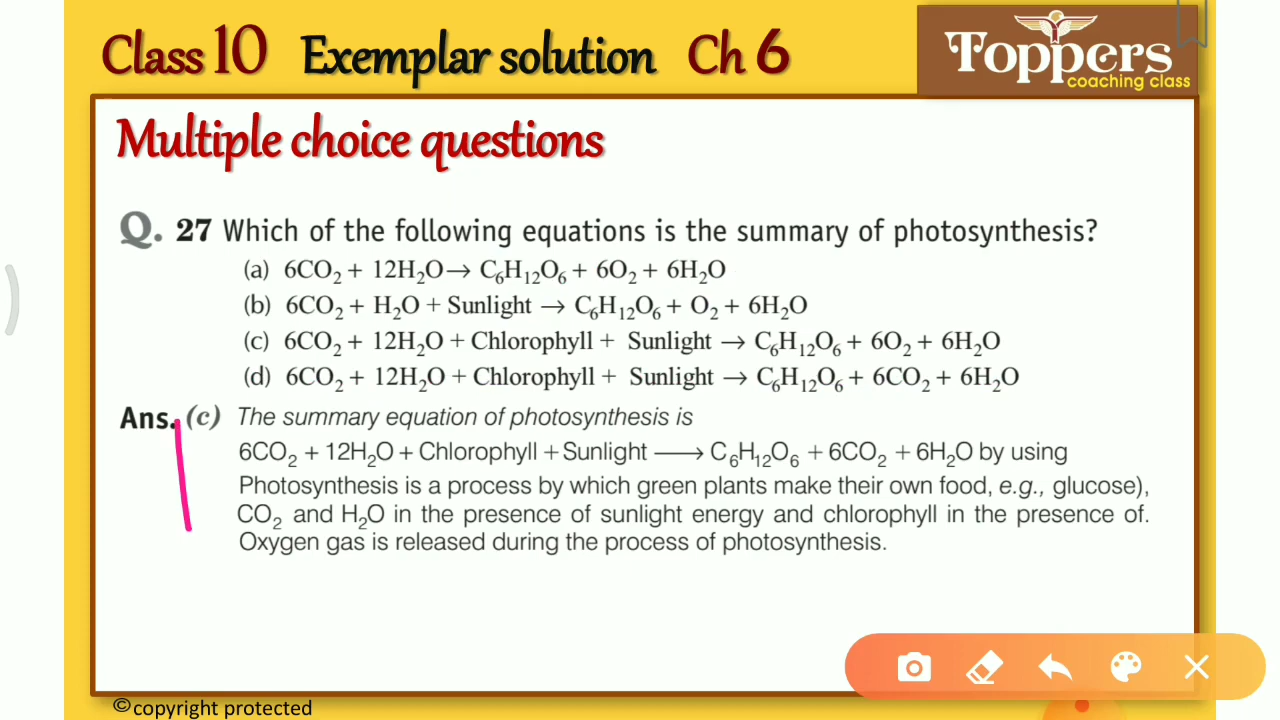 Class 10 Exemplar solution Ch 6
Toppers
coaching class
Multiple choice questions
Q. 27 Which of the following equations is the summary of photosynthesis?
(a) 6CO₂ + 12H₂O → C₆H₁₂O₆ + 6O₂ + 6H₂O
(b) 6CO₂ + H₂O + Sunlight → C₆H₁₂O₆ + O₂ + 6H₂O
(c) 6CO₂ + 12H₂O + Chlorophyll + Sunlight → C₆H₁₂O₆ + 6O₂ + 6H₂O
(d) 6CO₂ + 12H₂O + Chlorophyll + Sunlight → C₆H₁₂O₆ + 6CO₂ + 6H₂O
Ans. (c) The summary equation of photosynthesis is
6CO₂ + 12H₂O + Chlorophyll + Sunlight ⟶ C₆H₁₂O₆ + 6CO₂ + 6H₂O by using
Photosynthesis is a process by which green plants make their own food, e.g., glucose),
CO₂ and H₂O in the presence of sunlight energy and chlorophyll in the presence of.
Oxygen gas is released during the process of photosynthesis.
©copyright protected